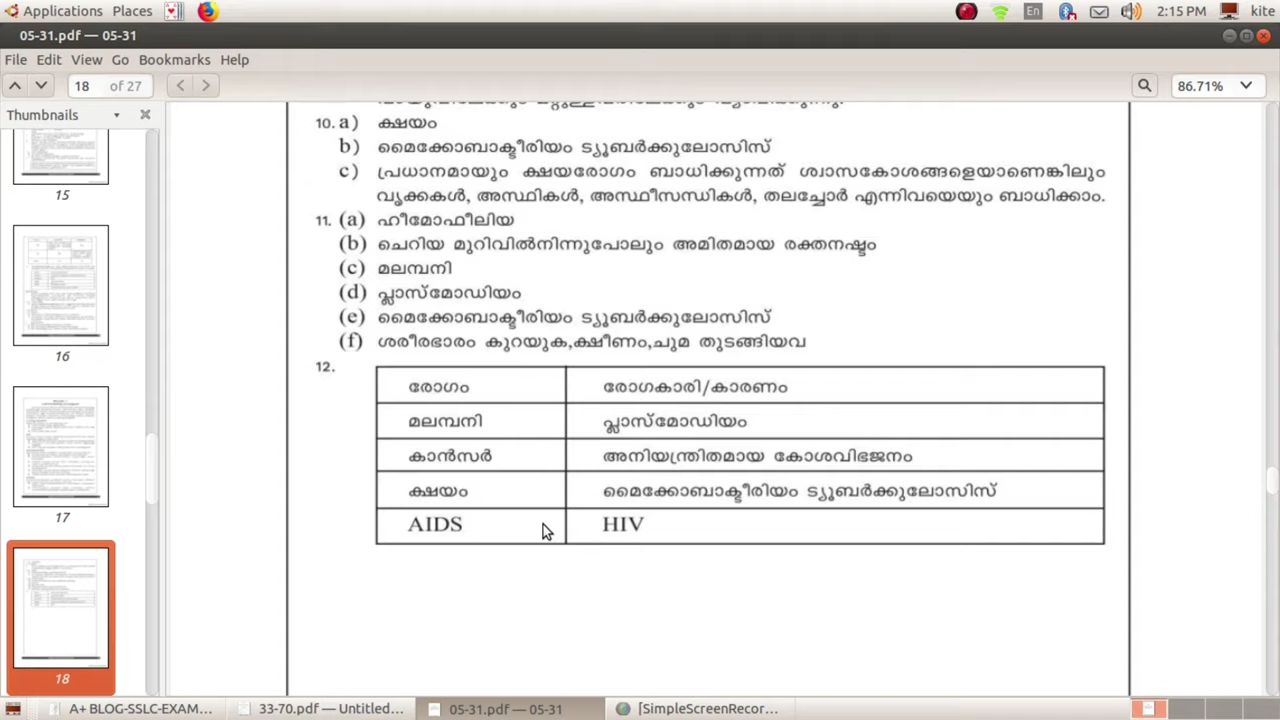 Applications Places En 2:15 PM kite
05-31.pdf — 05-31
File Edit View Go Bookmarks Help
18 of 27 86.71%
Thumbnails
15
16
17
18
10. a) ക്ഷയം
b) മൈക്കോബാക്ടീരിയം ട്യൂബർക്കുലോസിസ്
c) പ്രധാനമായും ക്ഷയരോഗം ബാധിക്കുന്നത് ശ്വാസകോശങ്ങളെയാണെങ്കിലും
വൃക്കകൾ, അസ്ഥികൾ, അസ്ഥീസന്ധികൾ, തലച്ചോർ എന്നിവയെയും ബാധിക്കാം.
11. (a) ഹീമോഫീലിയ
(b) ചെറിയ മുറിവിൽനിന്നുപോലും അമിതമായ രക്തനഷ്ടം
(c) മലമ്പനി
(d) പ്ലാസ്മോഡിയം
(e) മൈക്കോബാക്ടീരിയം ട്യൂബർക്കുലോസിസ്
(f) ശരീരഭാരം കുറയുക,ക്ഷീണം,ചുമ തുടങ്ങിയവ
12.
രോഗം രോഗകാരി/കാരണം
മലമ്പനി പ്ലാസ്മോഡിയം
കാൻസർ അനിയന്ത്രിതമായ കോശവിഭജനം
ക്ഷയം മൈക്കോബാക്ടീരിയം ട്യൂബർക്കുലോസിസ്
AIDS HIV
A+ BLOG-SSLC-EXAM... 33-70.pdf — Untitled... 05-31.pdf — 05-31 [SimpleScreenRecor...